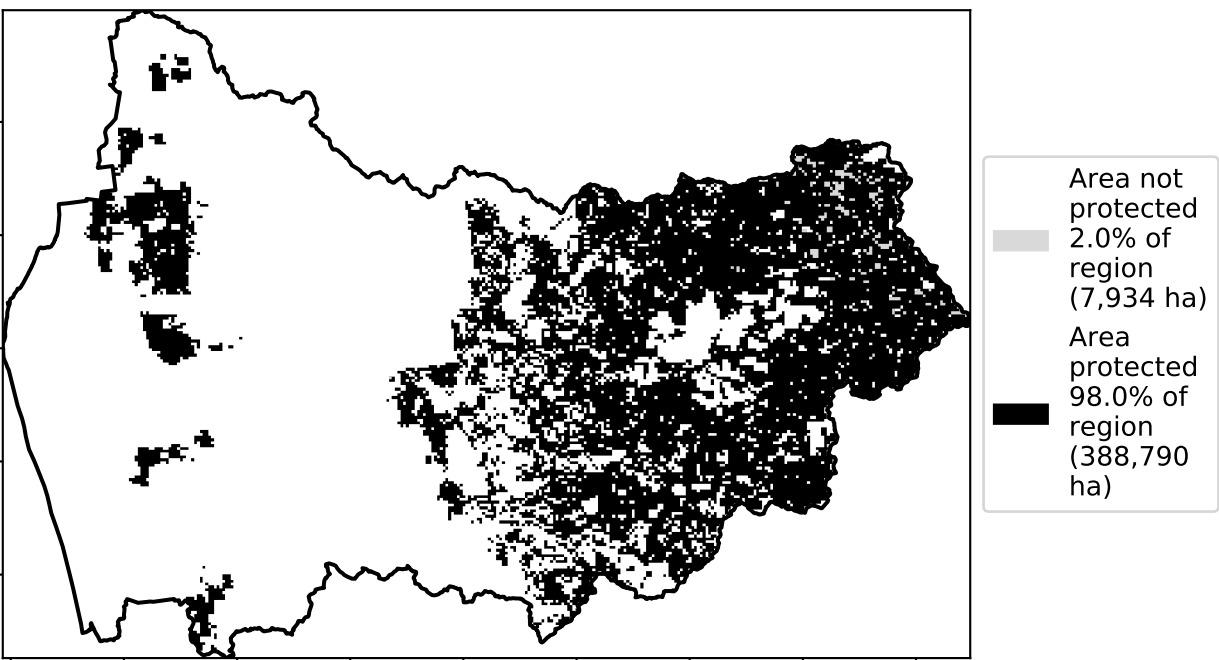 Area not
protected
2.0% of
region
(7,934 ha)
Area
protected
98.0% of
region
(388,790
ha)